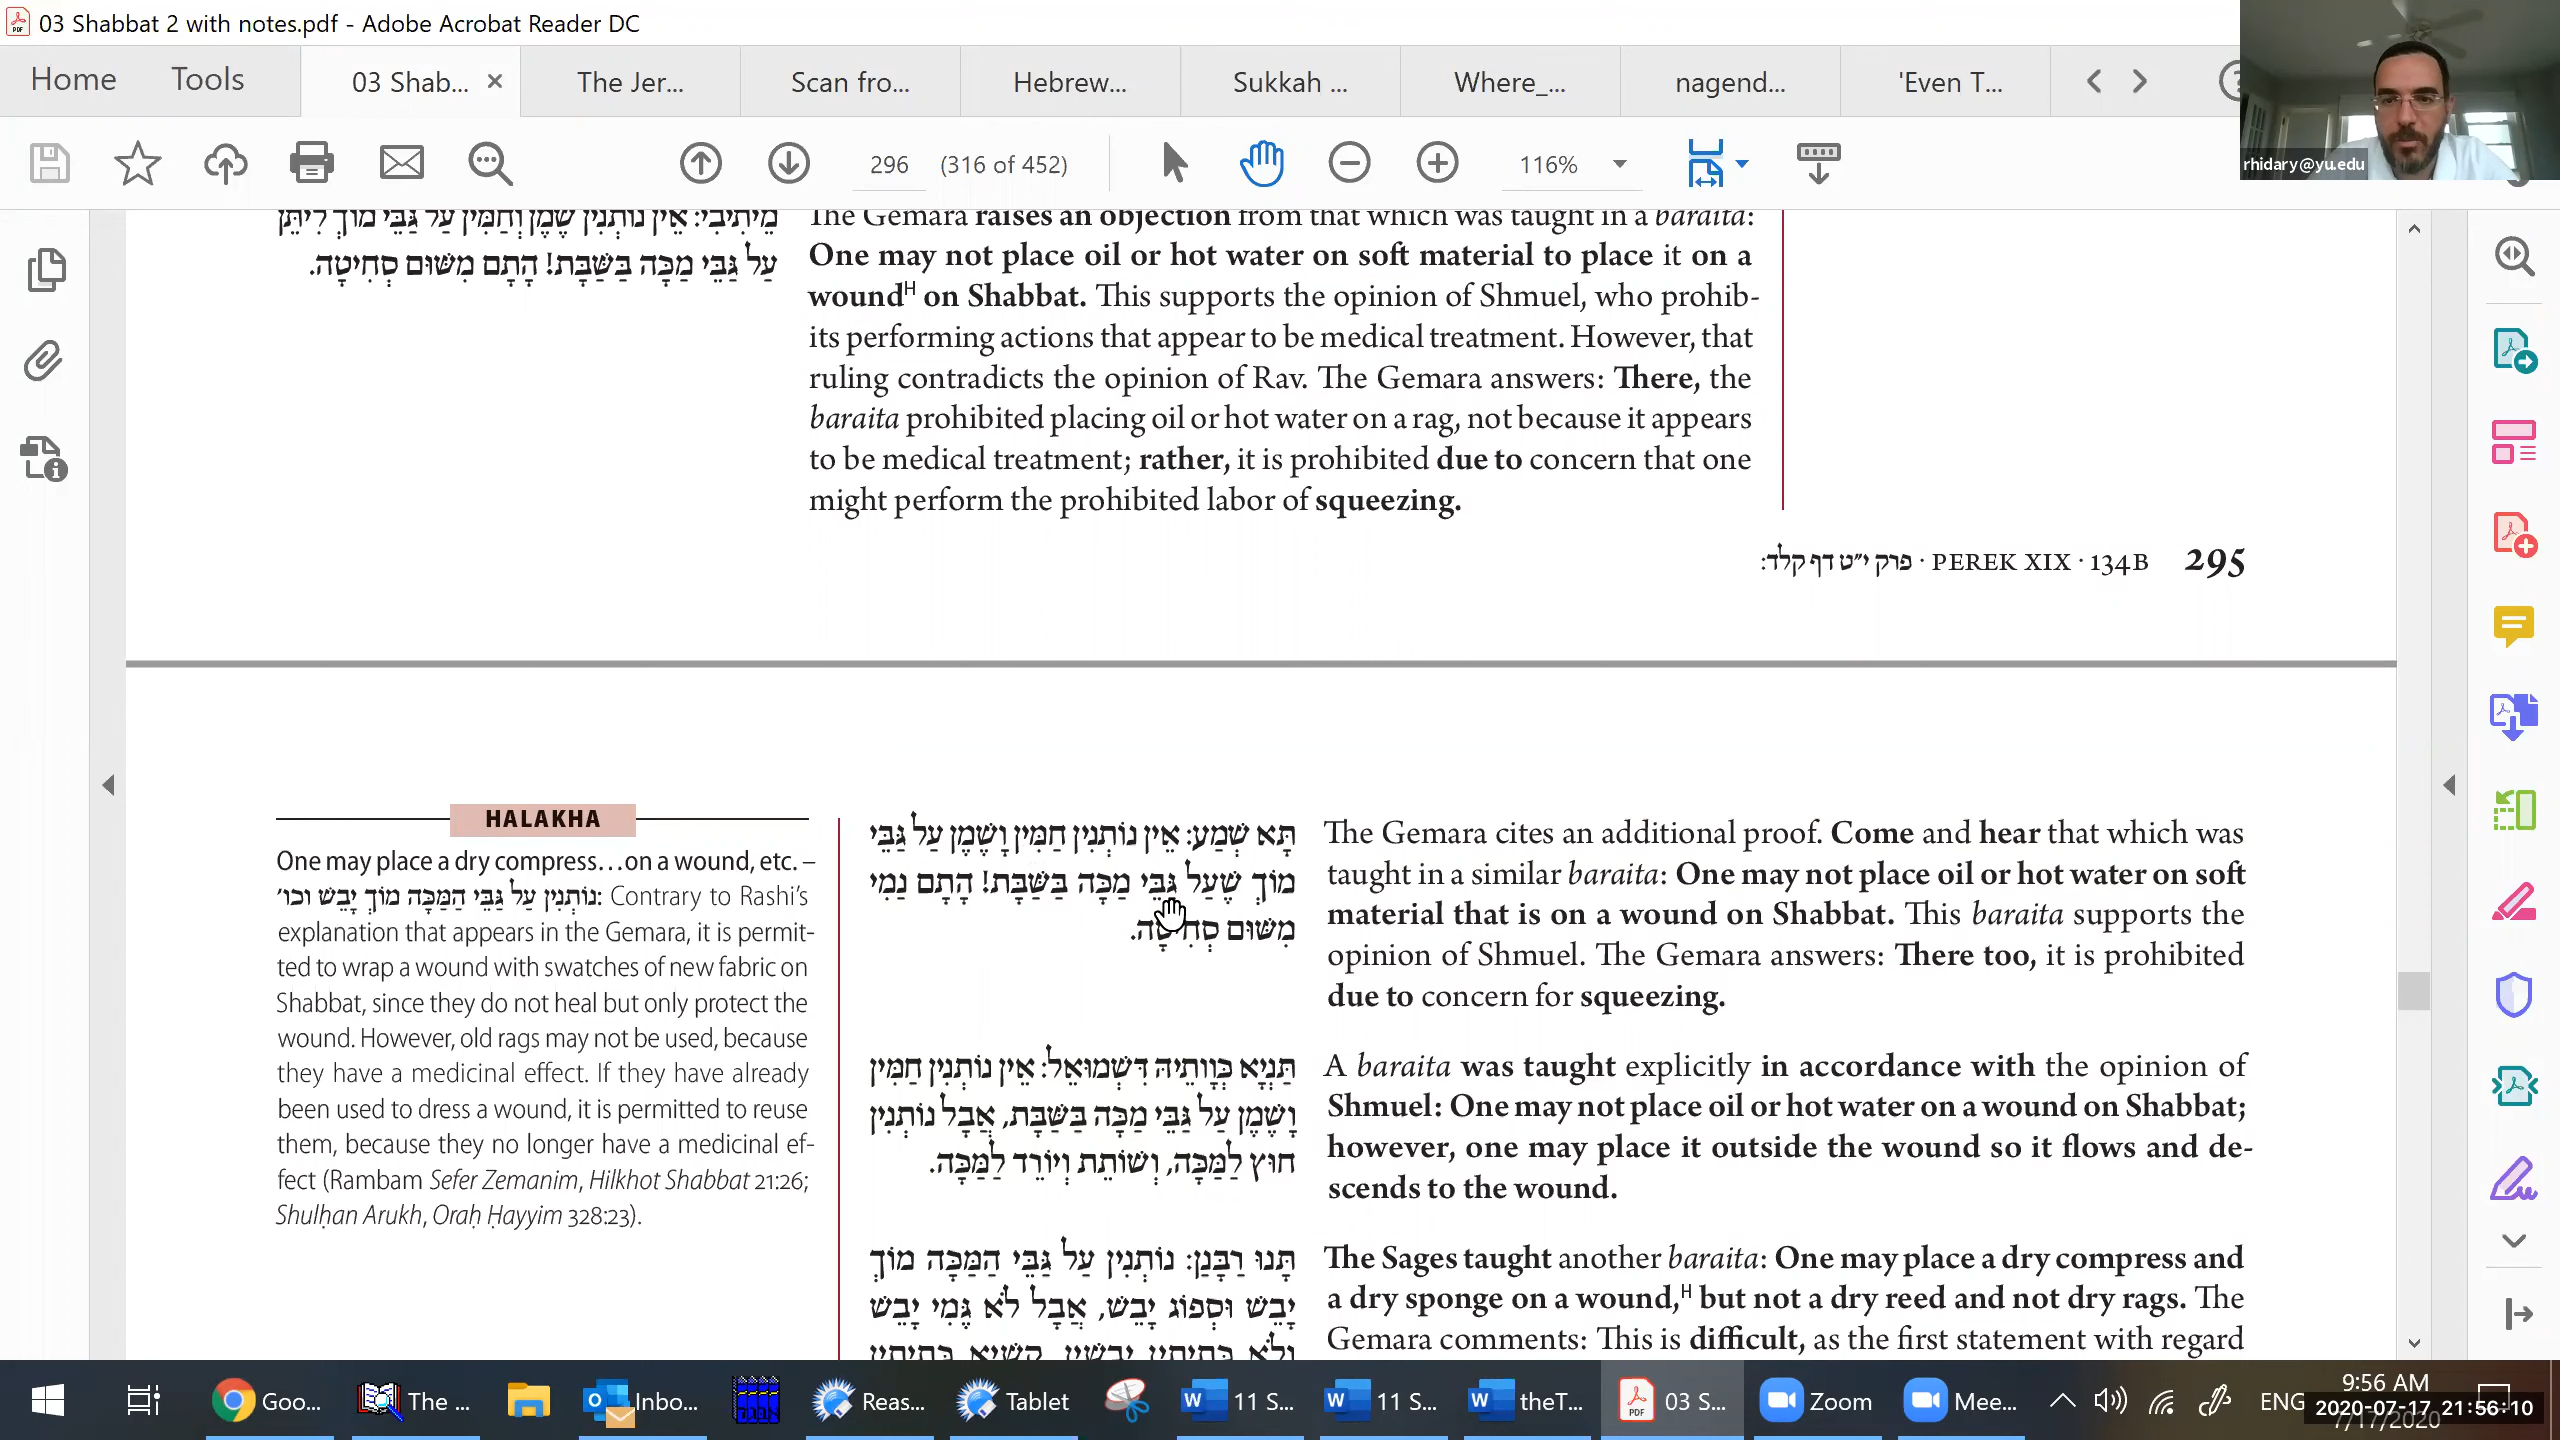 03 Shabbat 2 with notes.pdf - Adobe Acrobat Reader DC
Home
Tools
03 Shab...
The Jer...
Scan fro...
Hebrew...
Sukkah ...
Where_...
nagend...
'Even T...
296
(316 of 452)
116%
rhidary@yu.edu
מֵיתִיבִי: אֵין נוֹתְנִין שֶׁמֶן וְחַמִּין עַל גַּבֵּי מוֹךְ לִיתֵּן
עַל גַּבֵּי מַכָּה בַּשַּׁבָּת! הָתָם מִשּׁוּם סְחִיטָה.
The Gemara raises an objection from that which was taught in a baraita:
One may not place oil or hot water on soft material to place it on a
woundH on Shabbat. This supports the opinion of Shmuel, who prohib-
its performing actions that appear to be medical treatment. However, that
ruling contradicts the opinion of Rav. The Gemara answers: There, the
baraita prohibited placing oil or hot water on a rag, not because it appears
to be medical treatment; rather, it is prohibited due to concern that one
might perform the prohibited labor of squeezing.
פרק י״ט דף קלד: · PEREK XIX · 134B 295
HALAKHA
One may place a dry compress…on a wound, etc. –
נוֹתְנִין עַל גַּבֵּי הַמַּכָּה מוֹךְ יָבֵשׁ וכו׳: Contrary to Rashi's
explanation that appears in the Gemara, it is permit-
ted to wrap a wound with swatches of new fabric on
Shabbat, since they do not heal but only protect the
wound. However, old rags may not be used, because
they have a medicinal effect. If they have already
been used to dress a wound, it is permitted to reuse
them, because they no longer have a medicinal ef-
fect (Rambam Sefer Zemanim, Hilkhot Shabbat 21:26;
Shulḥan Arukh, Oraḥ Ḥayyim 328:23).
תָּא שְׁמַע: אֵין נוֹתְנִין חַמִּין וָשֶׁמֶן עַל גַּבֵּי
מוֹךְ שֶׁעַל גַּבֵּי מַכָּה בַּשַּׁבָּת! הָתָם נַמִי
מִשּׁוּם סְחִיטָה.
תַּנְיָא כְּוָותֵיהּ דִּשְׁמוּאֵל: אֵין נוֹתְנִין חַמִּין
וָשֶׁמֶן עַל גַּבֵּי מַכָּה בַּשַּׁבָּת, אֲבָל נוֹתְנִין
חוּץ לַמַּכָּה, וְשׁוֹתֵת וְיוֹרֵד לַמַּכָּה.
תָּנוּ רַבָּנַן: נוֹתְנִין עַל גַּבֵּי הַמַּכָּה מוֹךְ
יָבֵשׁ וּסְפוֹג יָבֵשׁ, אֲבָל לֹא גֶּמִי יָבֵשׁ
וְלֹא כְּתִיתִין יְבֵשִׁין. קַשְׁיָא כְּתִיתִין
The Gemara cites an additional proof. Come and hear that which was
taught in a similar baraita: One may not place oil or hot water on soft
material that is on a wound on Shabbat. This baraita supports the
opinion of Shmuel. The Gemara answers: There too, it is prohibited
due to concern for squeezing.
A baraita was taught explicitly in accordance with the opinion of
Shmuel: One may not place oil or hot water on a wound on Shabbat;
however, one may place it outside the wound so it flows and de-
scends to the wound.
The Sages taught another baraita: One may place a dry compress and
a dry sponge on a wound,H but not a dry reed and not dry rags. The
Gemara comments: This is difficult, as the first statement with regard
Goo...
The ...
Inbo...
Reas...
Tablet
11 S...
11 S...
theT...
03 S...
Zoom
Mee...
ENG
9:56 AM
2020-07-17 21:56:10
7/17/2020